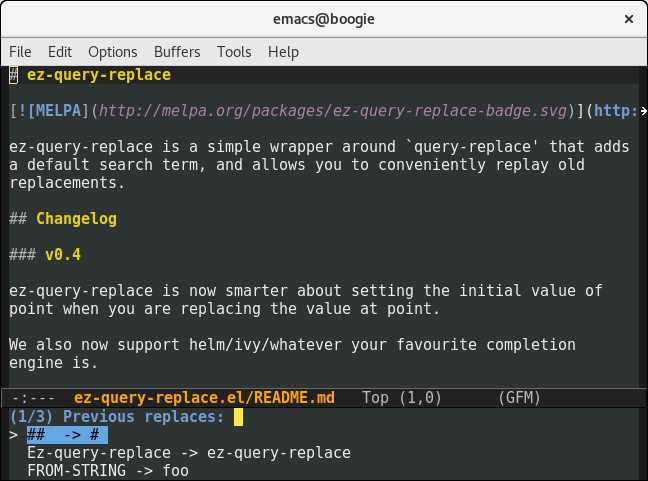 emacs@boogie ×
File Edit Options Buffers Tools Help
# ez-query-replace
[![MELPA](http://melpa.org/packages/ez-query-replace-badge.svg)](http:→
ez-query-replace is a simple wrapper around `query-replace' that adds
a default search term, and allows you to conveniently replay old
replacements.
## Changelog
### v0.4
ez-query-replace is now smarter about setting the initial value of
point when you are replacing the value at point.
We also now support helm/ivy/whatever your favourite completion
engine is.
-:--- ez-query-replace.el/README.md Top (1,0) (GFM)
(1/3) Previous replaces:
> ##  -> #
Ez-query-replace -> ez-query-replace
FROM-STRING -> foo